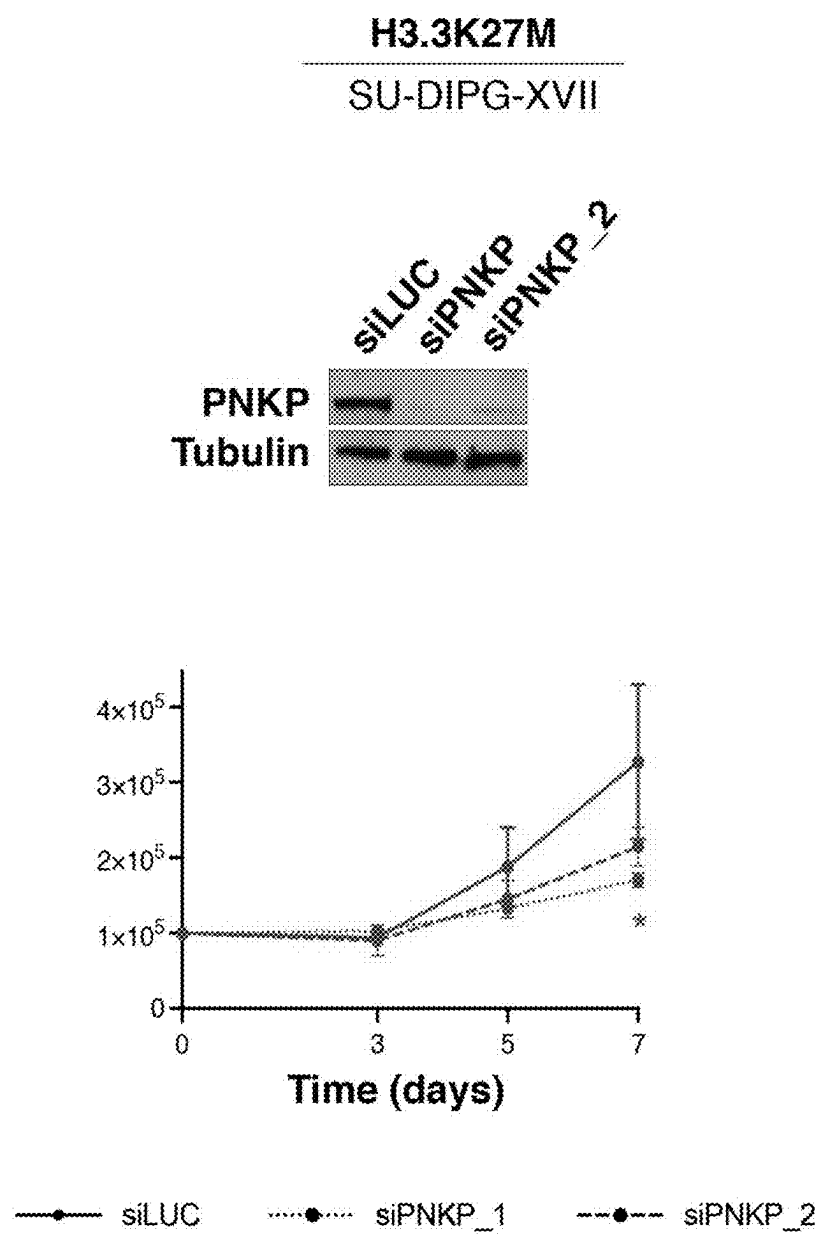 H3.3K27M
SU-DIPG-XVII
siLUC siPNKP siPNKP_2
PNKP
Tubulin
4x10⁵
3x10⁵
2x10⁵
1x10⁵
0
*
0 3 5 7
Time (days)
siLUC siPNKP_1 siPNKP_2